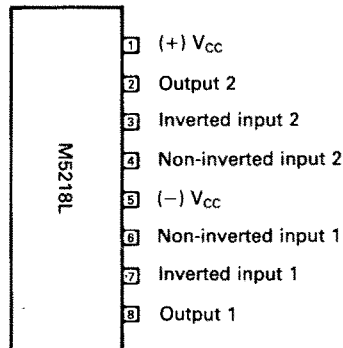 M5218L
1 (+) VCC
2 Output 2
3 Inverted input 2
4 Non-inverted input 2
5 (−) VCC
6 Non-inverted input 1
7 Inverted input 1
8 Output 1